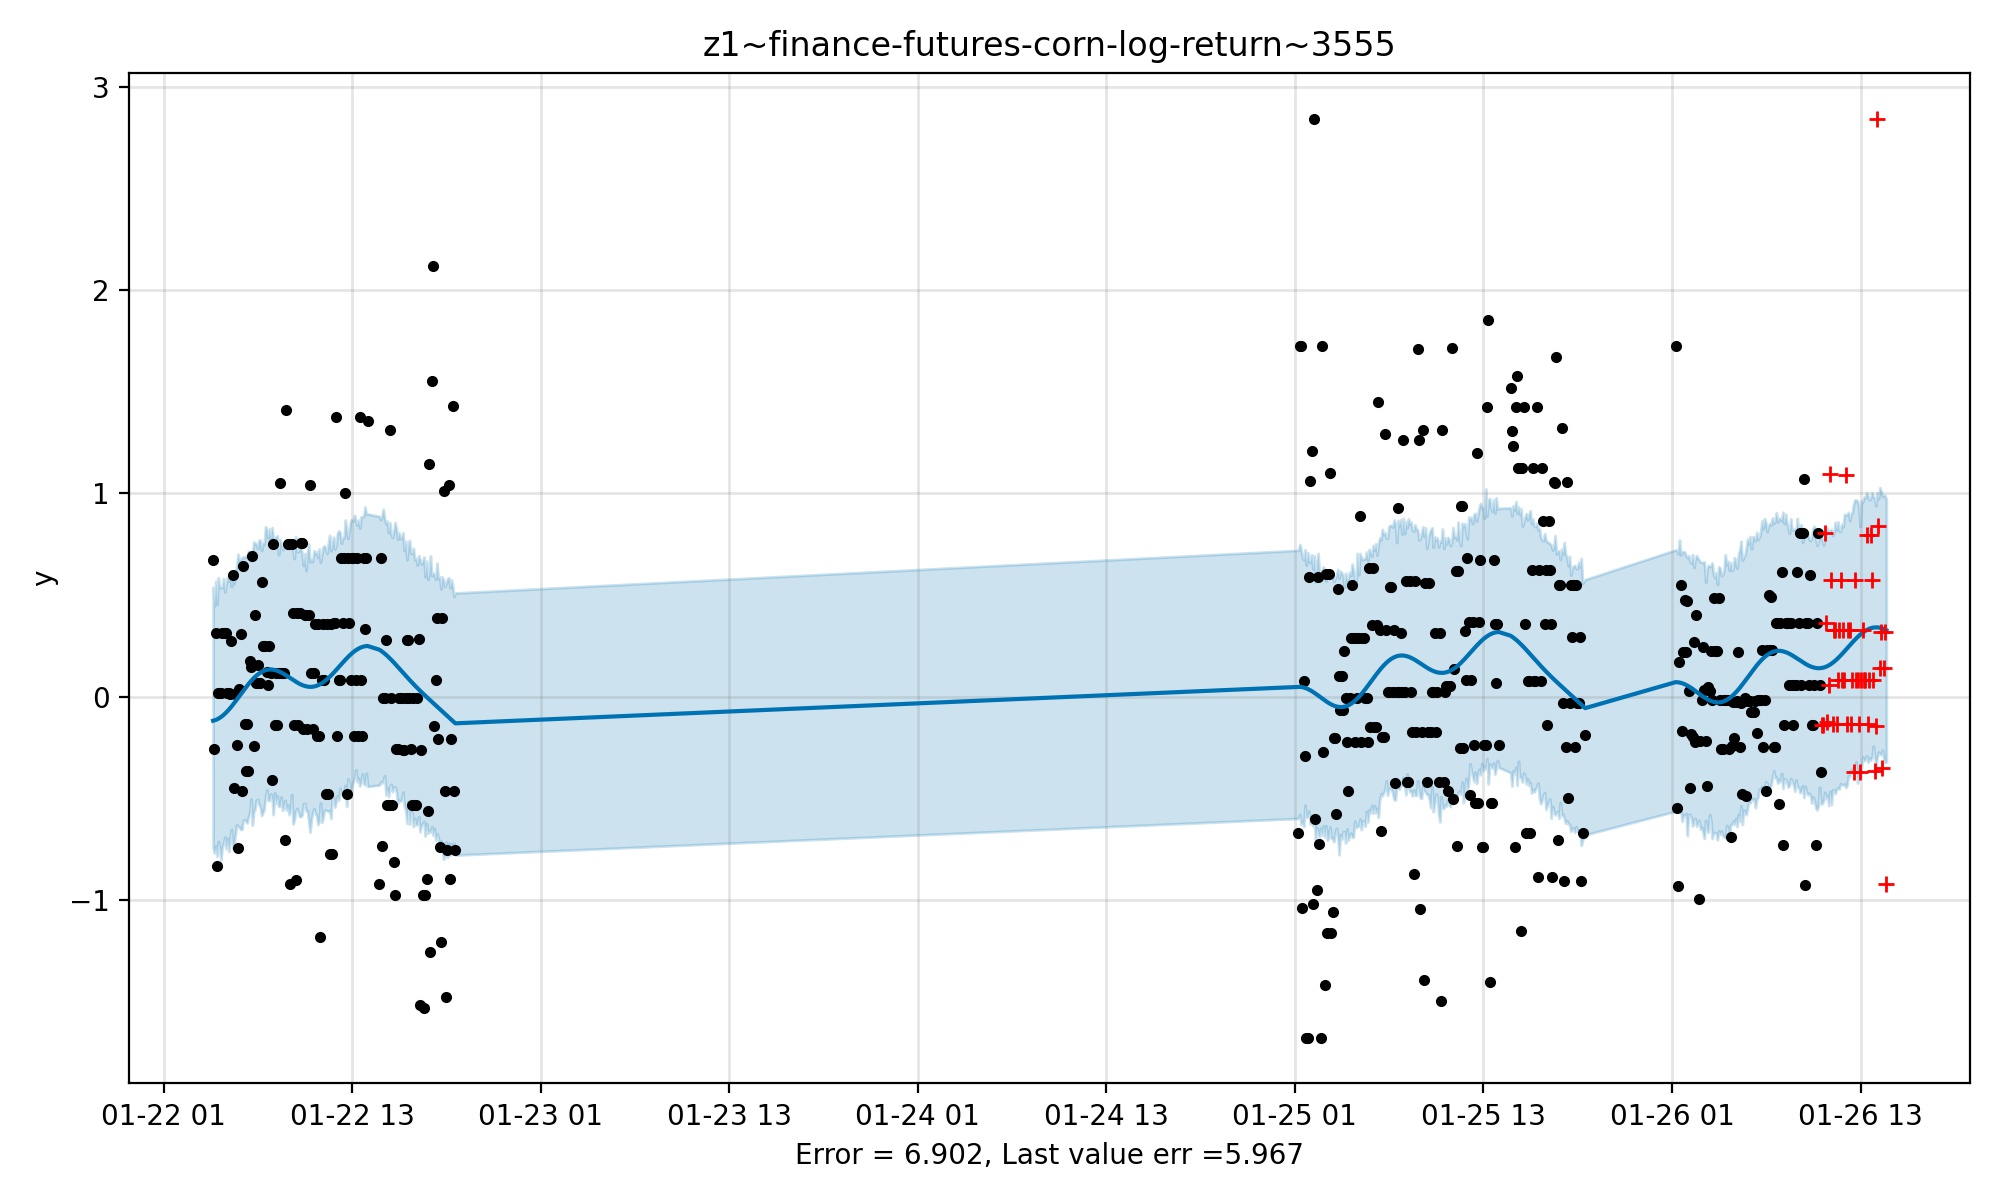 z1~finance-futures-corn-log-return~3555
3
2
1
0
−1
y
01-22 01 01-22 13 01-23 01 01-23 13 01-24 01 01-24 13 01-25 01 01-25 13 01-26 01 01-26 13
Error = 6.902, Last value err =5.967